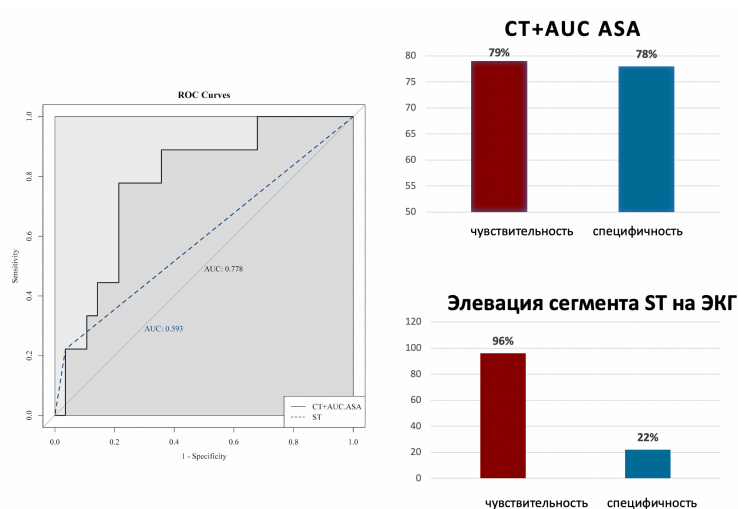 ROC Curves
1.0
0.8
0.6
0.4
0.2
0.0
Sensitivity
AUC: 0.778
AUC: 0.593
CT+AUC.ASA
ST
0.0 0.2 0.4 0.6 0.8 1.0
1 - Specificity
CT+AUC ASA
80
75
70
65
60
55
50
79%
78%
чувствительность специфичность
Элевация сегмента ST на ЭКГ
120
100
80
60
40
20
0
96%
22%
чувствительность специфичность